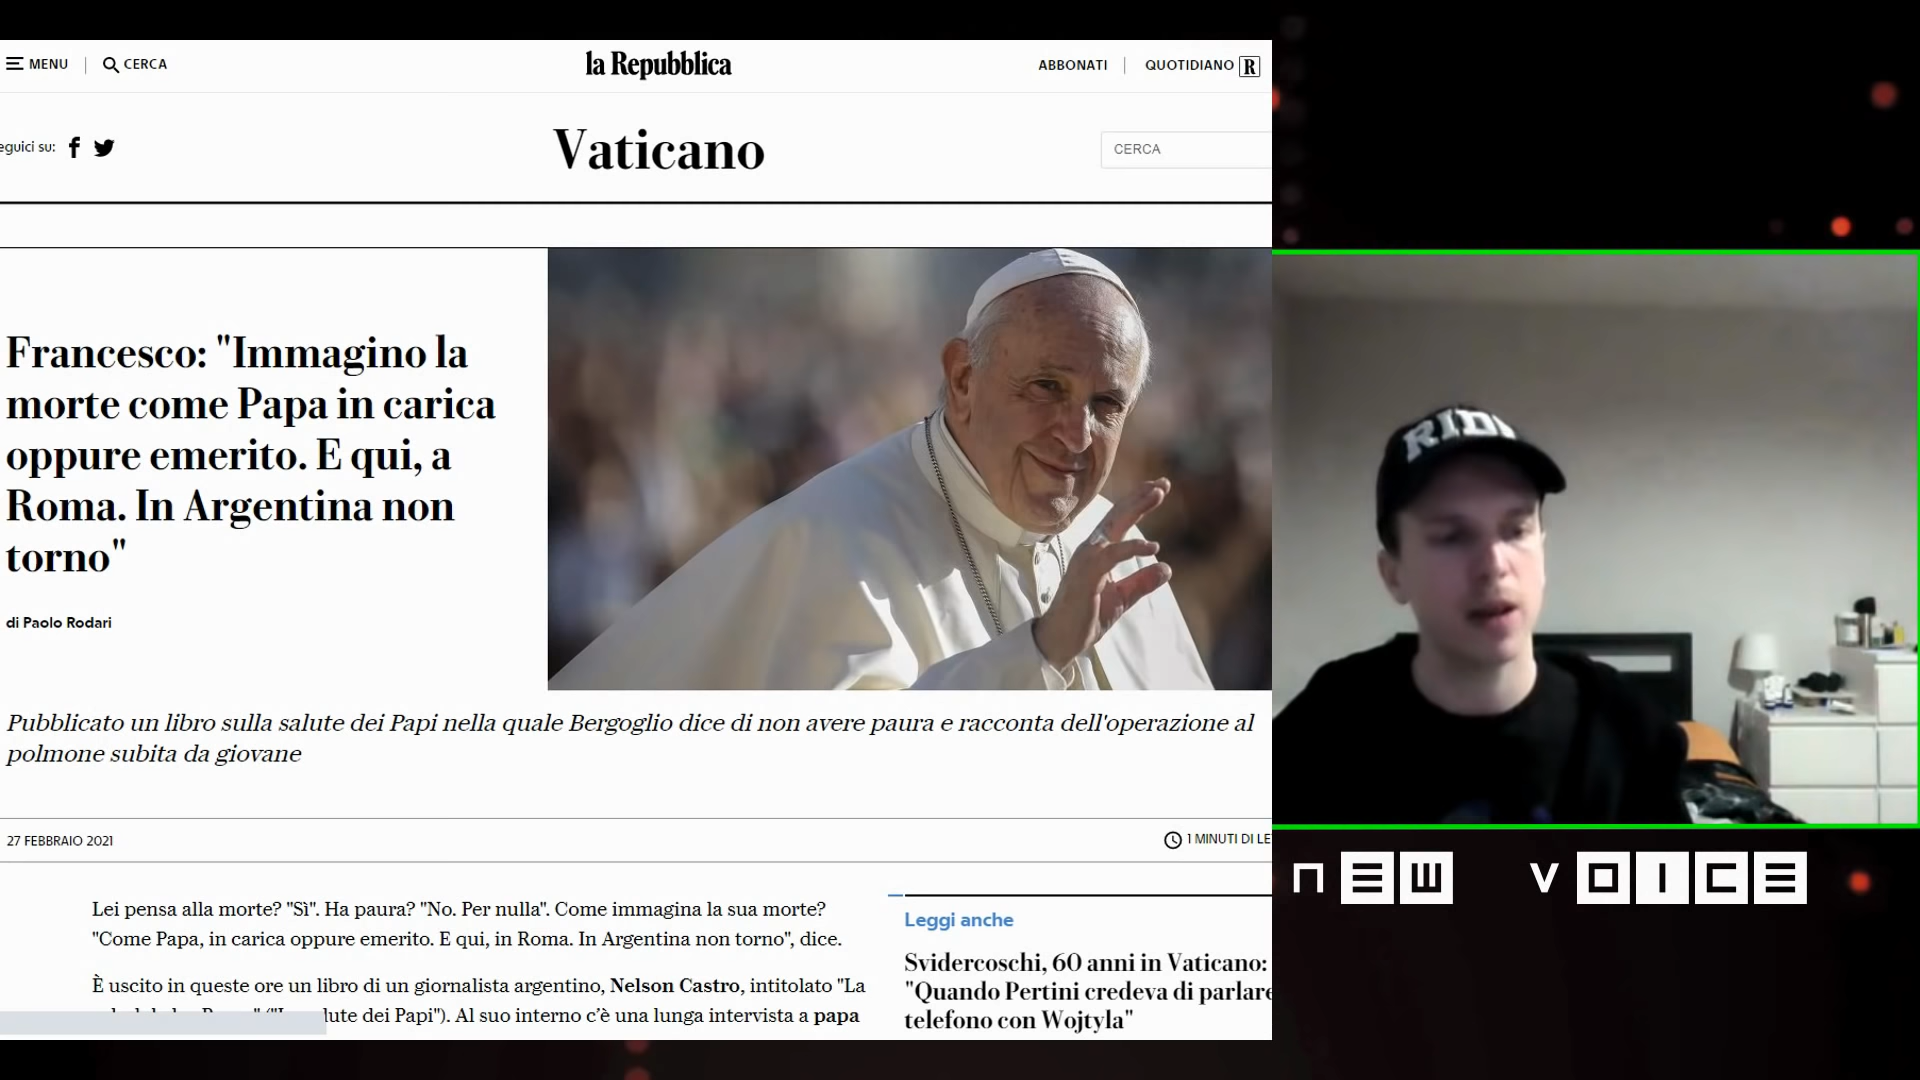 MENU
CERCA
la Repubblica
ABBONATI
QUOTIDIANO R
eguici su:
Vaticano
CERCA
Francesco: "Immagino la
morte come Papa in carica
oppure emerito. E qui, a
Roma. In Argentina non
torno"
di Paolo Rodari
Pubblicato un libro sulla salute dei Papi nella quale Bergoglio dice di non avere paura e racconta dell'operazione al
polmone subita da giovane
27 FEBBRAIO 2021
1 MINUTI DI LE
Lei pensa alla morte? "Sì". Ha paura? "No. Per nulla". Come immagina la sua morte?
"Come Papa, in carica oppure emerito. E qui, in Roma. In Argentina non torno", dice.
È uscito in queste ore un libro di un giornalista argentino, Nelson Castro, intitolato "La
lute dei Papi"). Al suo interno c'è una lunga intervista a papa
Leggi anche
Svidercoschi, 60 anni in Vaticano:
"Quando Pertini credeva di parlare
telefono con Wojtyla"
NEW VOICE